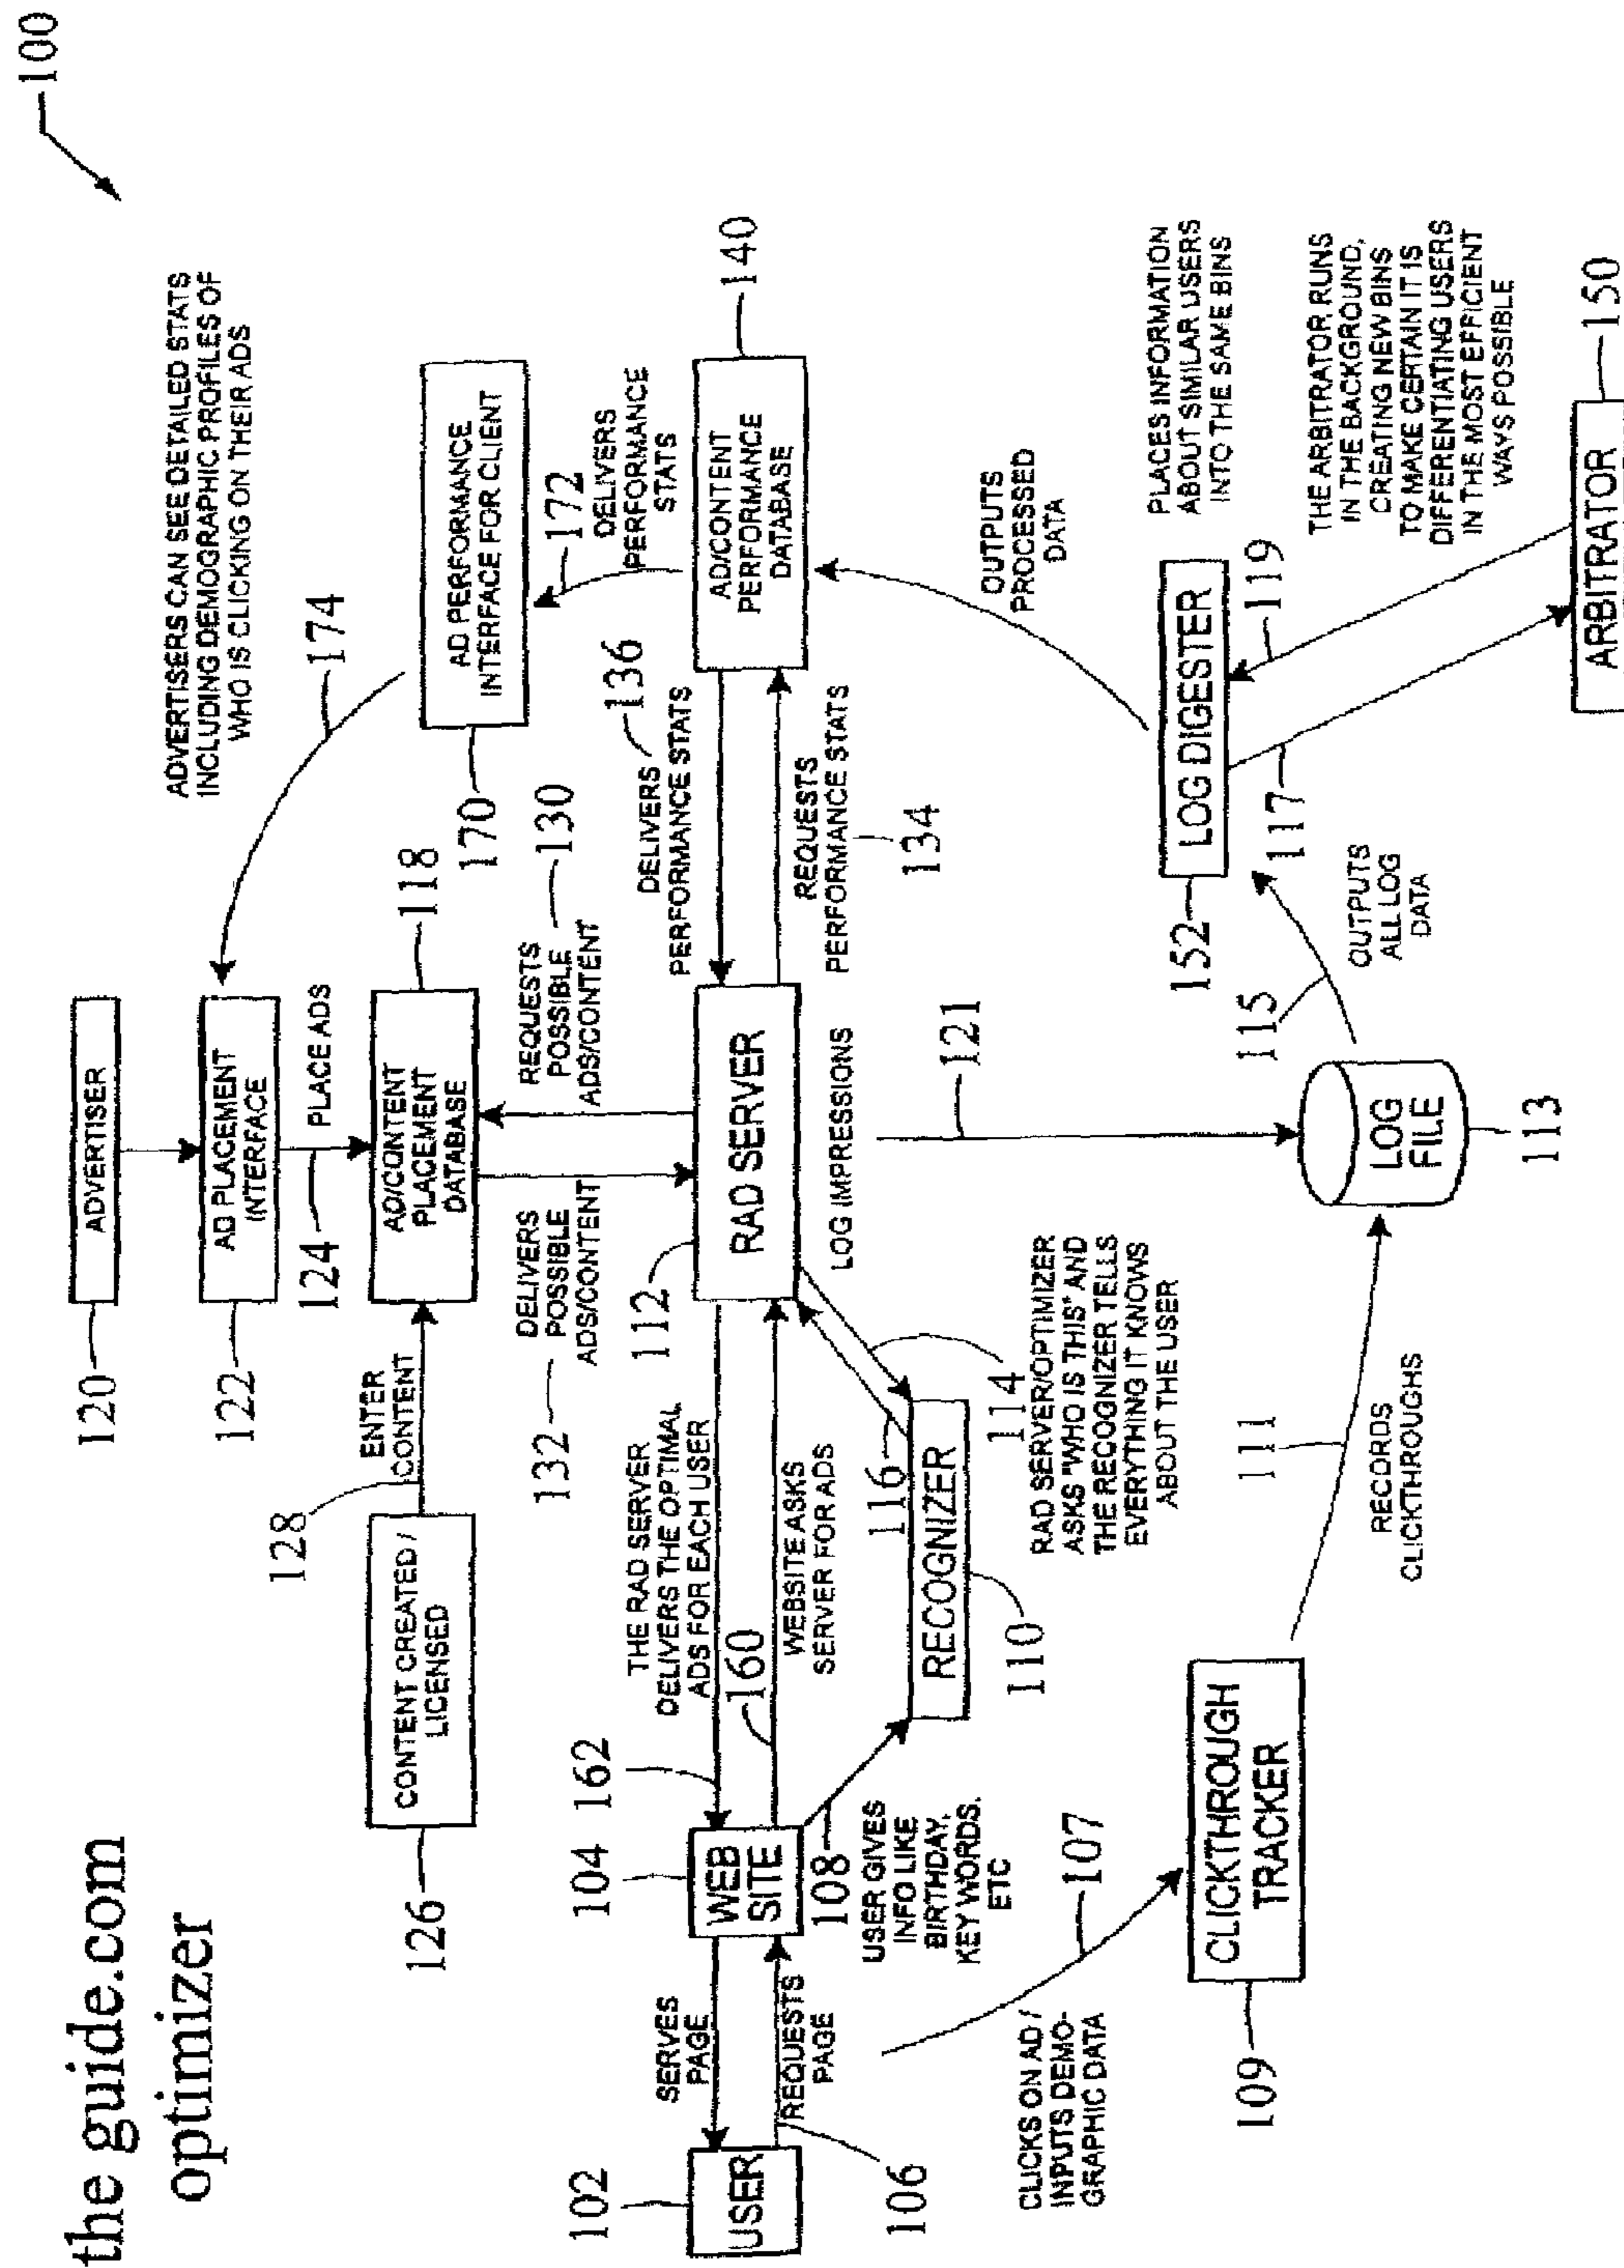 the guide.com
optimizer
100
120
ADVERTISER
122
AD PLACEMENT
INTERFACE
124
PLACE ADS
ADVERTISERS CAN SEE DETAILED STATS
INCLUDING DEMOGRAPHIC PROFILES OF
WHO IS CLICKING ON THEIR ADS
174
126
CONTENT CREATED /
LICENSED
128
ENTER
CONTENT
AD/CONTENT
PLACEMENT
DATABASE
118
170
AD PERFORMANCE
INTERFACE FOR CLIENT
172
DELIVERS
PERFORMANCE
STATS
132
DELIVERS
POSSIBLE
ADS/CONTENT
REQUESTS
POSSIBLE
ADS/CONTENT
130
102
USER
SERVES
PAGE
REQUESTS
PAGE
106
104
WEB
SITE
162
THE RAD SERVER
DELIVERS THE OPTIMAL
ADS FOR EACH USER
160
WEBSITE ASKS
SERVER FOR ADS
112
RAD SERVER
DELIVERS
PERFORMANCE STATS
136
REQUESTS
PERFORMANCE STATS
134
AD/CONTENT
PERFORMANCE
DATABASE
140
108
USER GIVES
INFO LIKE
BIRTHDAY,
KEY WORDS.
ETC
RECOGNIZER
110
116
114
RAD SERVER/OPTIMIZER
ASKS "WHO IS THIS" AND
THE RECOGNIZER TELLS
EVERYTHING IT KNOWS
ABOUT THE USER
LOG IMPRESSIONS
121
OUTPUTS
PROCESSED
DATA
CLICKS ON AD /
INPUTS DEMO-
GRAPHIC DATA
107
109
CLICKTHROUGH
TRACKER
111
RECORDS
CLICKTHROUGHS
LOG
FILE
113
115
OUTPUTS
ALL LOG
DATA
152
LOG DIGESTER
PLACES INFORMATION
ABOUT SIMILAR USERS
INTO THE SAME BINS
117
119
THE ARBITRATOR RUNS
IN THE BACKGROUND,
CREATING NEW BINS
TO MAKE CERTAIN IT IS
DIFFERENTIATING USERS
IN THE MOST EFFICIENT
WAYS POSSIBLE
ARBITRATOR
150